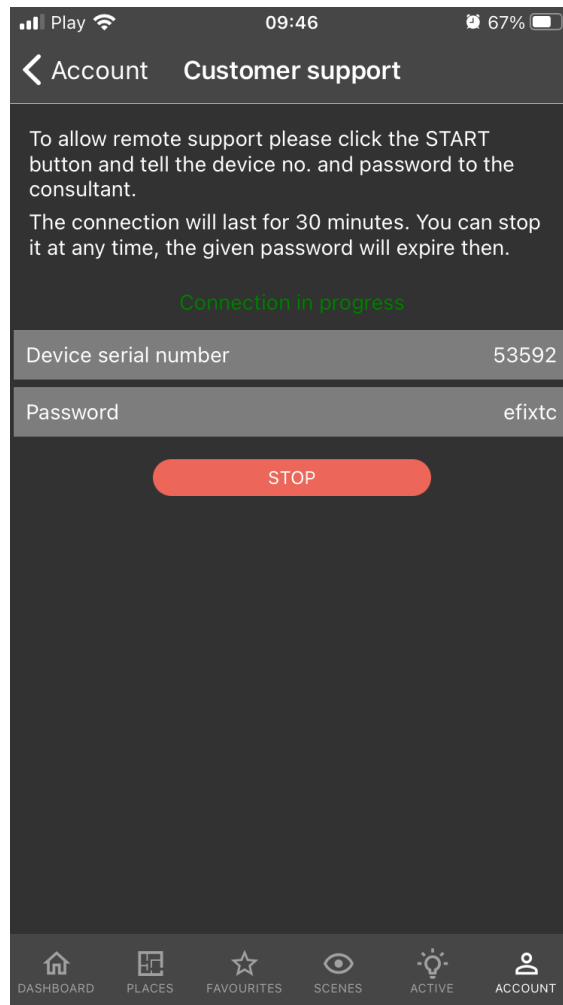 Play 09:46 67%
Account Customer support
To allow remote support please click the START
button and tell the device no. and password to the
consultant.
The connection will last for 30 minutes. You can stop
it at any time, the given password will expire then.
Connection in progress
Device serial number 53592
Password efixtc
STOP
DASHBOARD PLACES FAVOURITES SCENES ACTIVE ACCOUNT